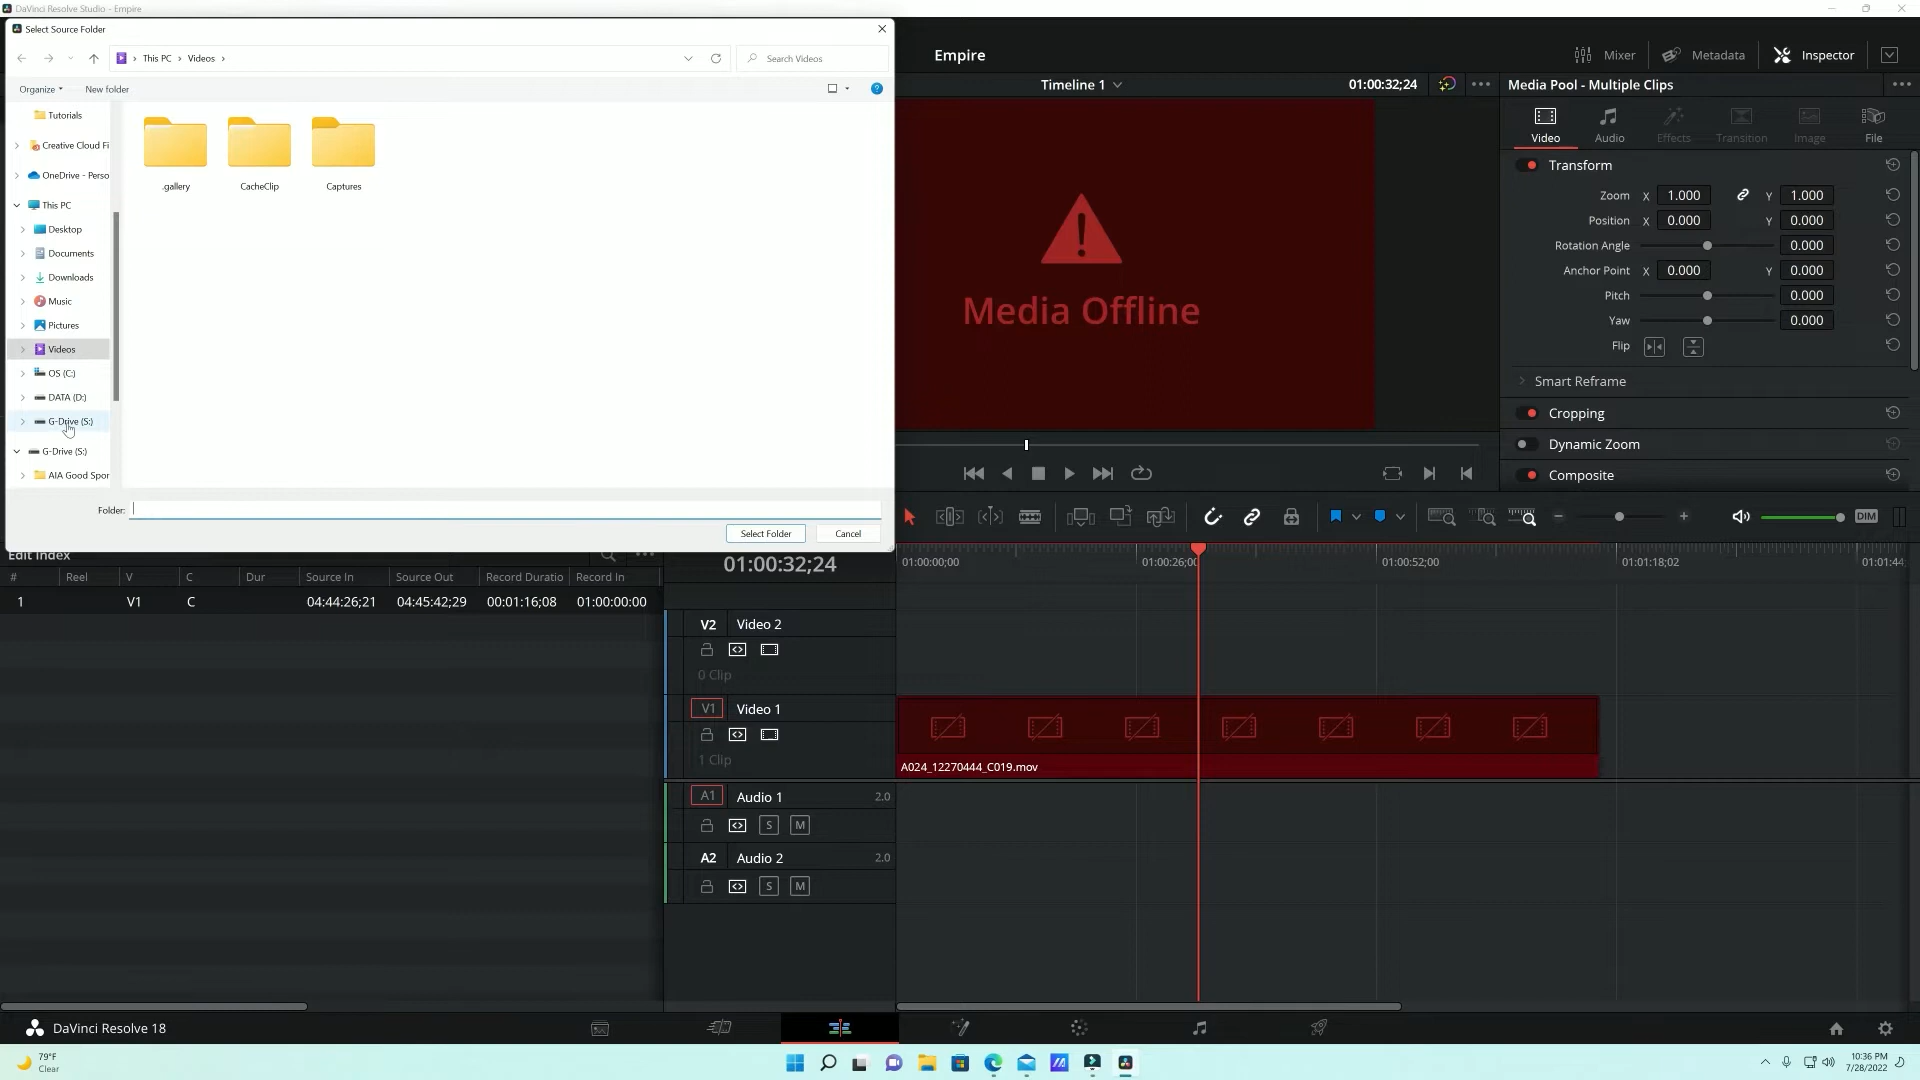 DaVinci Resolve Studio - Empire
Select Source Folder
This PC
Videos
Search Videos
Organize
New folder
Tutorials
Creative Cloud Fi
OneDrive - Perso
This PC
Desktop
Documents
Downloads
Music
Pictures
Videos
OS (C:)
DATA (D:)
G-Drive (S:)
G-Drive (S:)
AIA Good Spor
.gallery
CacheClip
Captures
Folder:
Select Folder
Cancel
Empire
Mixer
Metadata
Inspector
Timeline 1
01:00:32;24
Media Pool - Multiple Clips
Video
Audio
Effects
Transition
Image
File
Media Offline
Transform
Zoom X 1.000 Y 1.000
Position X 0.000 Y 0.000
Rotation Angle 0.000
Anchor Point X 0.000 Y 0.000
Pitch 0.000
Yaw 0.000
Flip
Smart Reframe
Cropping
Dynamic Zoom
Composite
DIM
Edit Index
# Reel V C Dur Source In Source Out Record Duratio Record In
1 V1 C 04:44:26;21 04:45:42;29 00:01:16;08 01:00:00:00
01:00:32;24
01:00:00;00
01:00:26;0
01:00:52;00
01:01:18;02
01:01:44;
V2 Video 2
0 Clip
V1 Video 1
1 Clip
A024_12270444_C019.mov
A1 Audio 1 2.0
S M
A2 Audio 2 2.0
S M
DaVinci Resolve 18
79°F
Clear
10:36 PM
7/28/2022